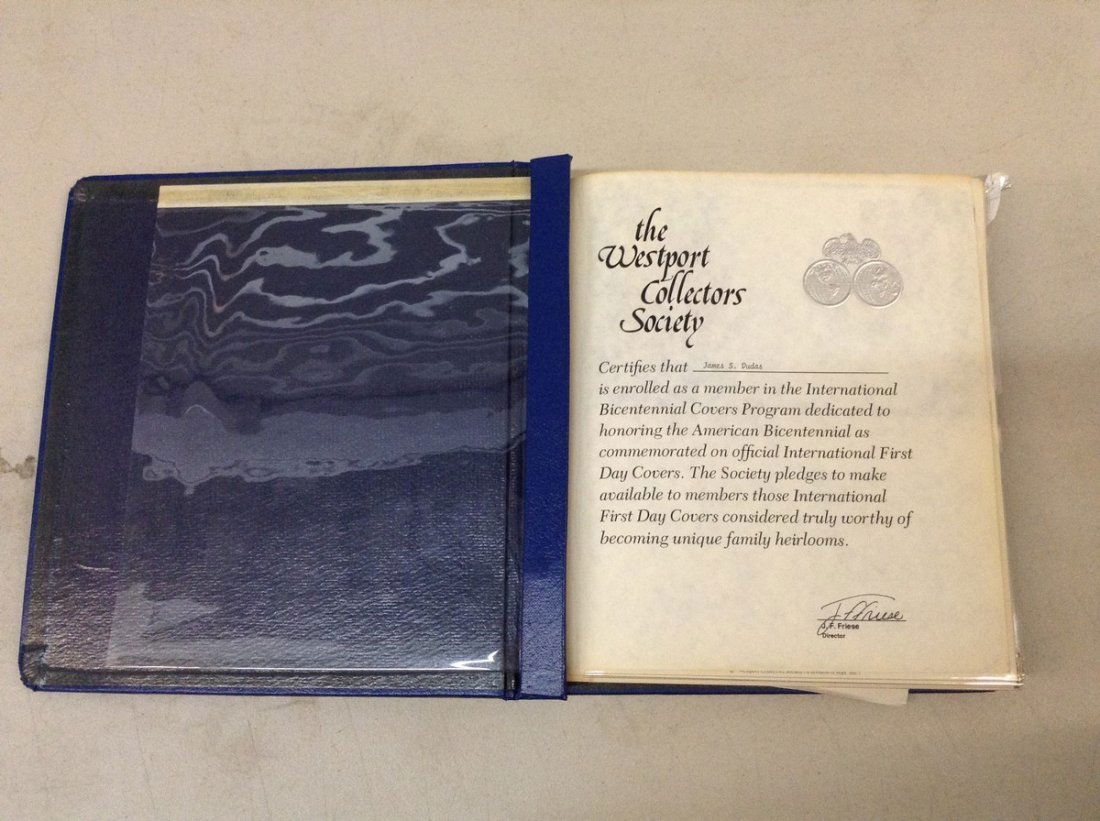 the
Westport
Collectors
Society
Certifies that James S. Dudas
is enrolled as a member in the International
Bicentennial Covers Program dedicated to
honoring the American Bicentennial as
commemorated on official International First
Day Covers. The Society pledges to make
available to members those International
First Day Covers considered truly worthy of
becoming unique family heirlooms.
J F Friese
J. F. Friese
Director